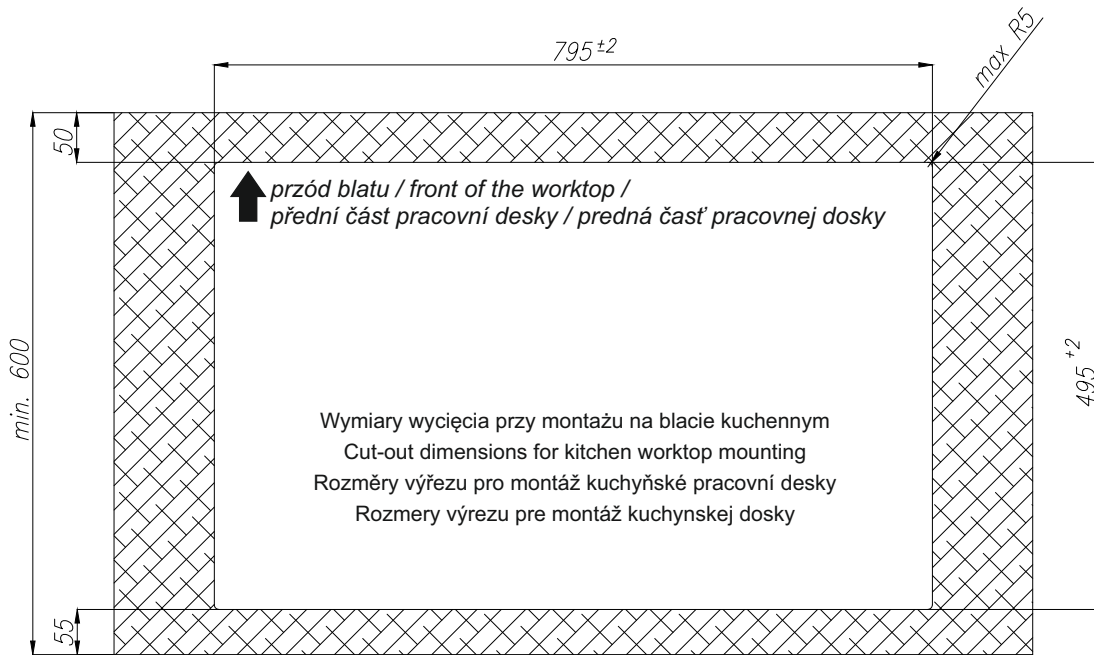 795±2
max R5
50
przód blatu / front of the worktop /
přední část pracovní desky / predná časť pracovnej dosky
min. 600
495±2
Wymiary wycięcia przy montażu na blacie kuchennym
Cut-out dimensions for kitchen worktop mounting
Rozměry výřezu pro montáž kuchyňské pracovní desky
Rozmery výrezu pre montáž kuchynskej dosky
55